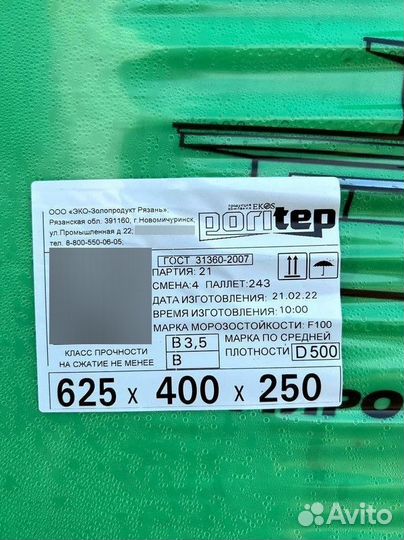 ООО «ЭКО-Золопродукт Рязань»,
Рязанская обл. 391160, г.Новомичуринск,
ул.Промышленная д.22;
тел. 8-800-550-06-05;
EKOS
poritep
ГОСТ 31360-2007
ПАРТИЯ: 21
СМЕНА:4 ПАЛЛЕТ:243
ДАТА ИЗГОТОВЛЕНИЯ: 21.02.22
ВРЕМЯ ИЗГОТОВЛЕНИЯ: 10:00
МАРКА МОРОЗОСТОЙКОСТИ: F100
КЛАСС ПРОЧНОСТИ
НА СЖАТИЕ НЕ МЕНЕЕ
B 3,5
B
МАРКА ПО СРЕДНЕЙ
ПЛОТНОСТИ D 500
625 x 400 x 250
Avito